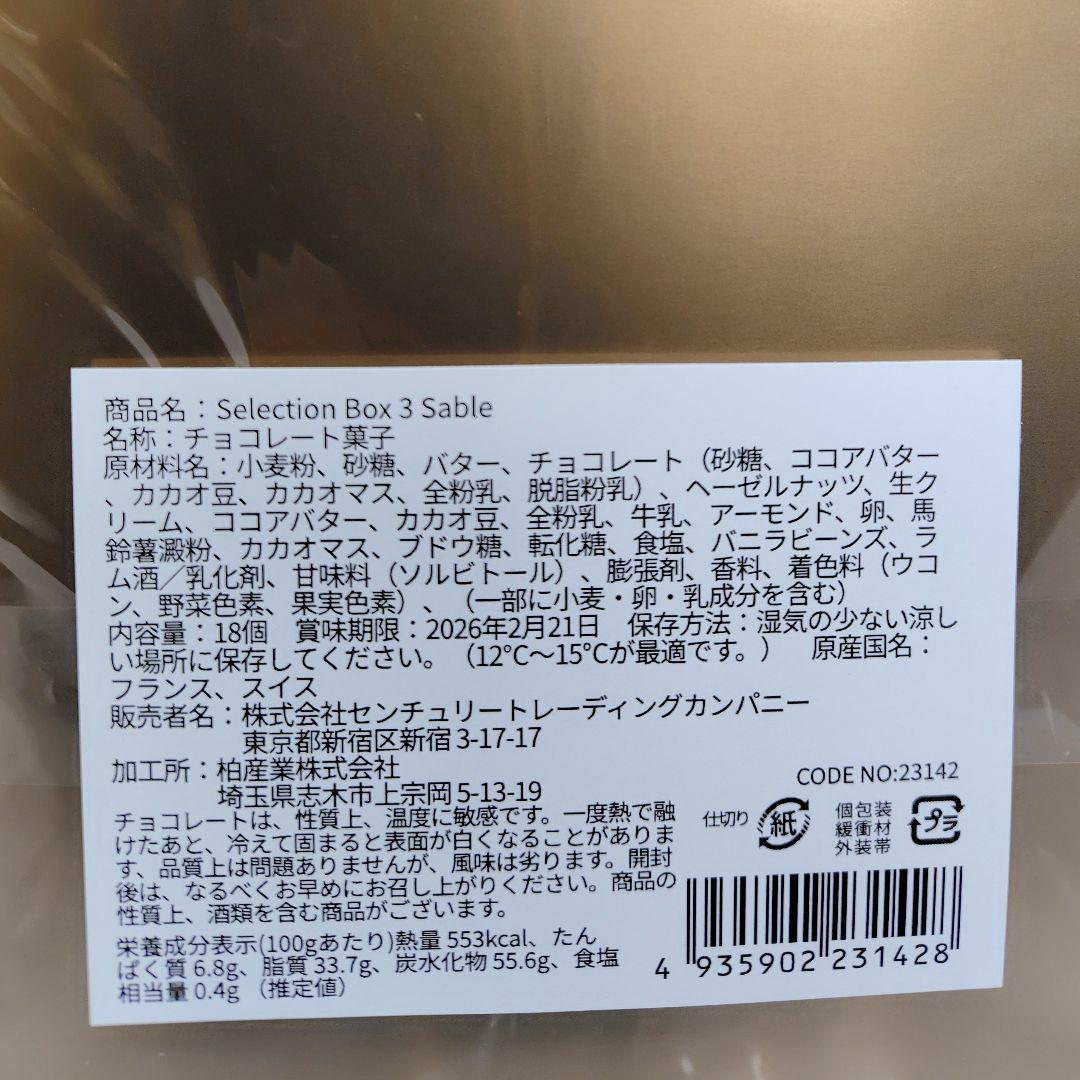 商品名：Selection Box 3 Sable
名称：チョコレート菓子
原材料名：小麦粉、砂糖、バター、チョコレート（砂糖、ココアバター
、カカオ豆、カカオマス、全粉乳、脱脂粉乳）、ヘーゼルナッツ、生ク
リーム、ココアバター、カカオ豆、全粉乳、牛乳、アーモンド、卵、馬
鈴薯澱粉、カカオマス、ブドウ糖、転化糖、食塩、バニラビーンズ、ラ
ム酒／乳化剤、甘味料（ソルビトール）、膨張剤、香料、着色料（ウコ
ン、野菜色素、果実色素）、（一部に小麦・卵・乳成分を含む）
内容量：18個　賞味期限：2026年2月21日　保存方法：湿気の少ない涼し
い場所に保存してください。（12℃～15℃が最適です。）　原産国名：
フランス、スイス
販売者名：株式会社センチュリートレーディングカンパニー
東京都新宿区新宿 3-17-17
加工所：柏産業株式会社
埼玉県志木市上宗岡 5-13-19
チョコレートは、性質上、温度に敏感です。一度熱で融
けたあと、冷えて固まると表面が白くなることがありま
す、品質上は問題ありませんが、風味は劣ります。開封
後は、なるべくお早めにお召し上がりください。商品の
性質上、酒類を含む商品がございます。
栄養成分表示(100gあたり)熱量 553kcal、たん
ぱく質 6.8g、脂質 33.7g、炭水化物 55.6g、食塩
相当量 0.4g （推定値）
CODE NO:23142
仕切り 紙
個包装
緩衝材
外装帯
プラ
4 935902 231428